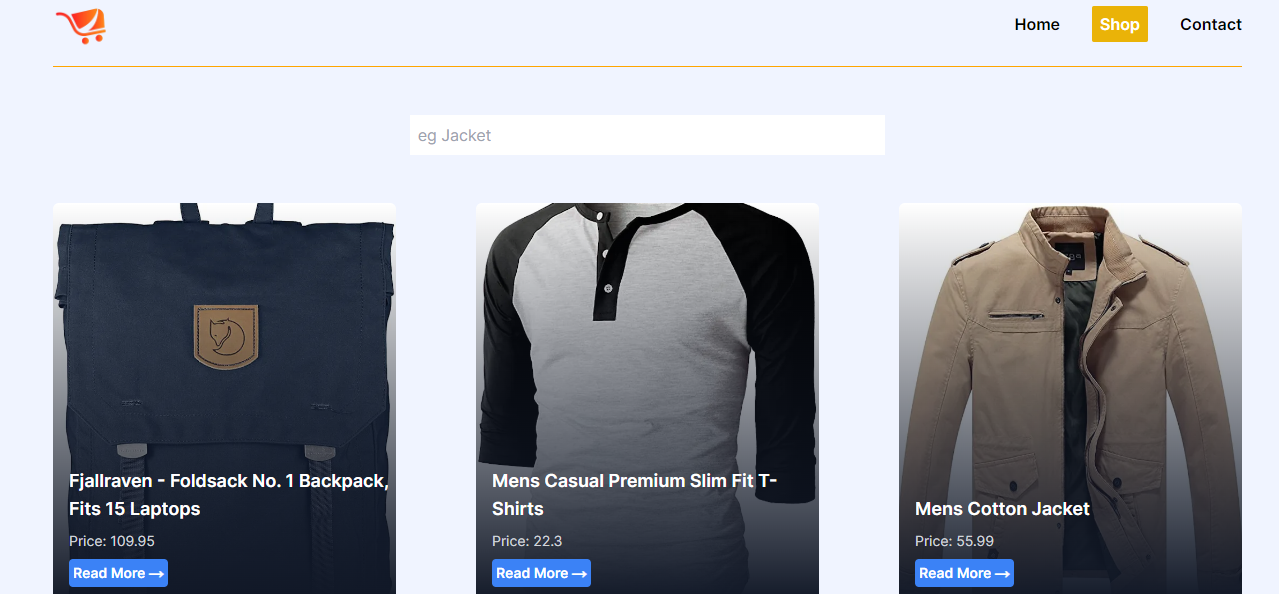 Home
Shop
Contact
eg Jacket
Fjallraven - Foldsack No. 1 Backpack,
Fits 15 Laptops
Price: 109.95
Read More →
Mens Casual Premium Slim Fit T-
Shirts
Price: 22.3
Read More →
Mens Cotton Jacket
Price: 55.99
Read More →